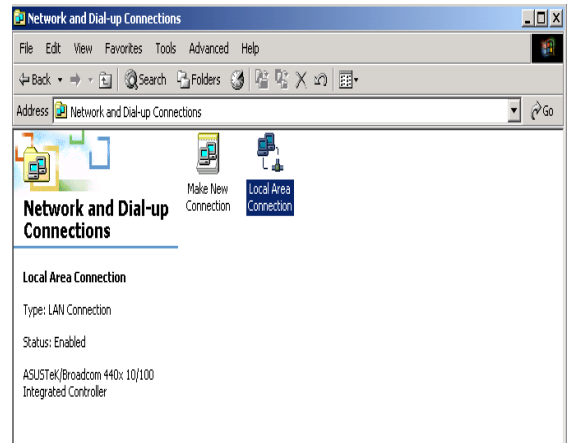 Network and Dial-up Connections
File Edit View Favorites Tools Advanced Help
Back Search Folders
Address Network and Dial-up Connections Go
Make New
Connection
Local Area
Connection
Network and Dial-up
Connections
Local Area Connection
Type: LAN Connection
Status: Enabled
ASUSTeK/Broadcom 440x 10/100
Integrated Controller